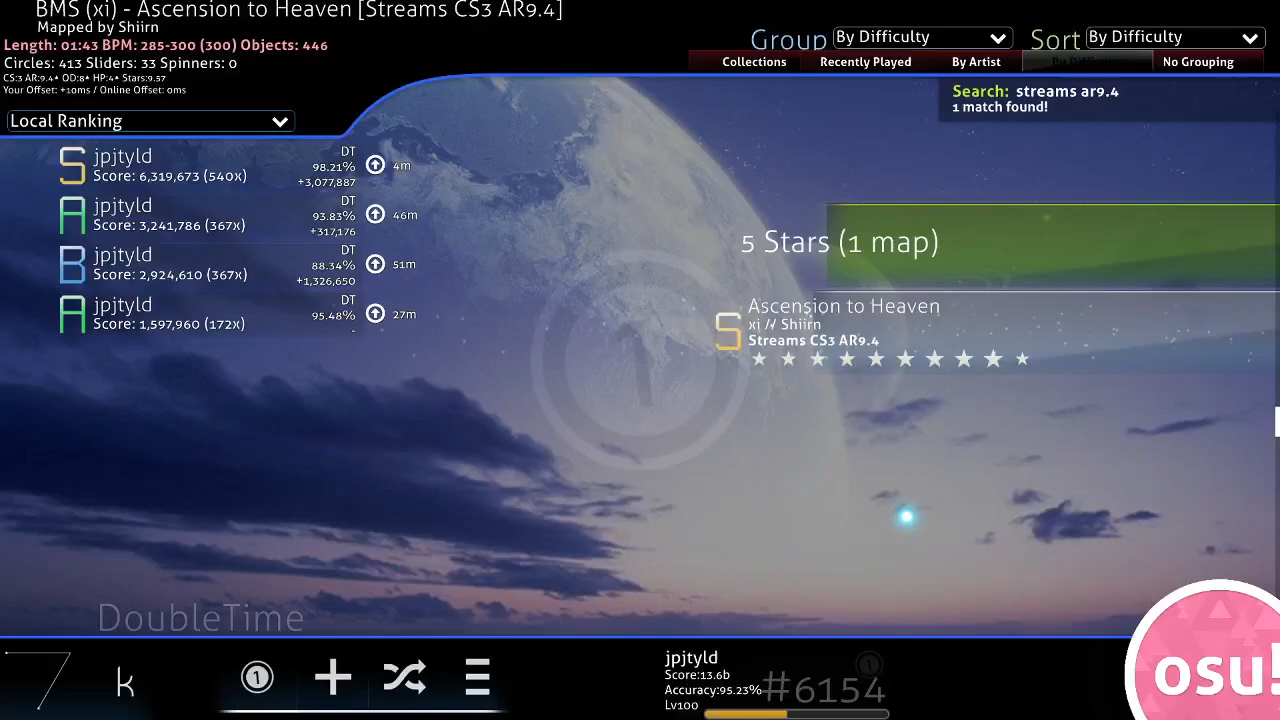 BMS (xi) - Ascension to Heaven [Streams CS3 AR9.4]
Mapped by Shiirn
Length: 01:43 BPM: 285-300 (300) Objects: 446
Circles: 413 Sliders: 33 Spinners: 0
CS:3 AR:9.4▲ OD:8▲ HP:4▲ Stars:9.57
Your Offset: +10ms / Online Offset: 0ms
Group By Difficulty Sort By Difficulty
Collections Recently Played By Artist By Difficulty No Grouping
Search: streams ar9.4
1 match found!
Local Ranking
S jpjtyld DT
Score: 6,319,673 (540x) 98.21% 4m
+3,077,887
A jpjtyld DT
Score: 3,241,786 (367x) 93.83% 46m
+317,176
B jpjtyld DT
Score: 2,924,610 (367x) 88.34% 51m
+1,326,650
A jpjtyld DT
Score: 1,597,960 (172x) 95.48% 27m
-
5 Stars (1 map)
S Ascension to Heaven
xi // Shiirn
Streams CS3 AR9.4
DoubleTime
k
1
jpjtyld
Score:13.6b
Accuracy:95.23%
Lv100
#6154
osu!